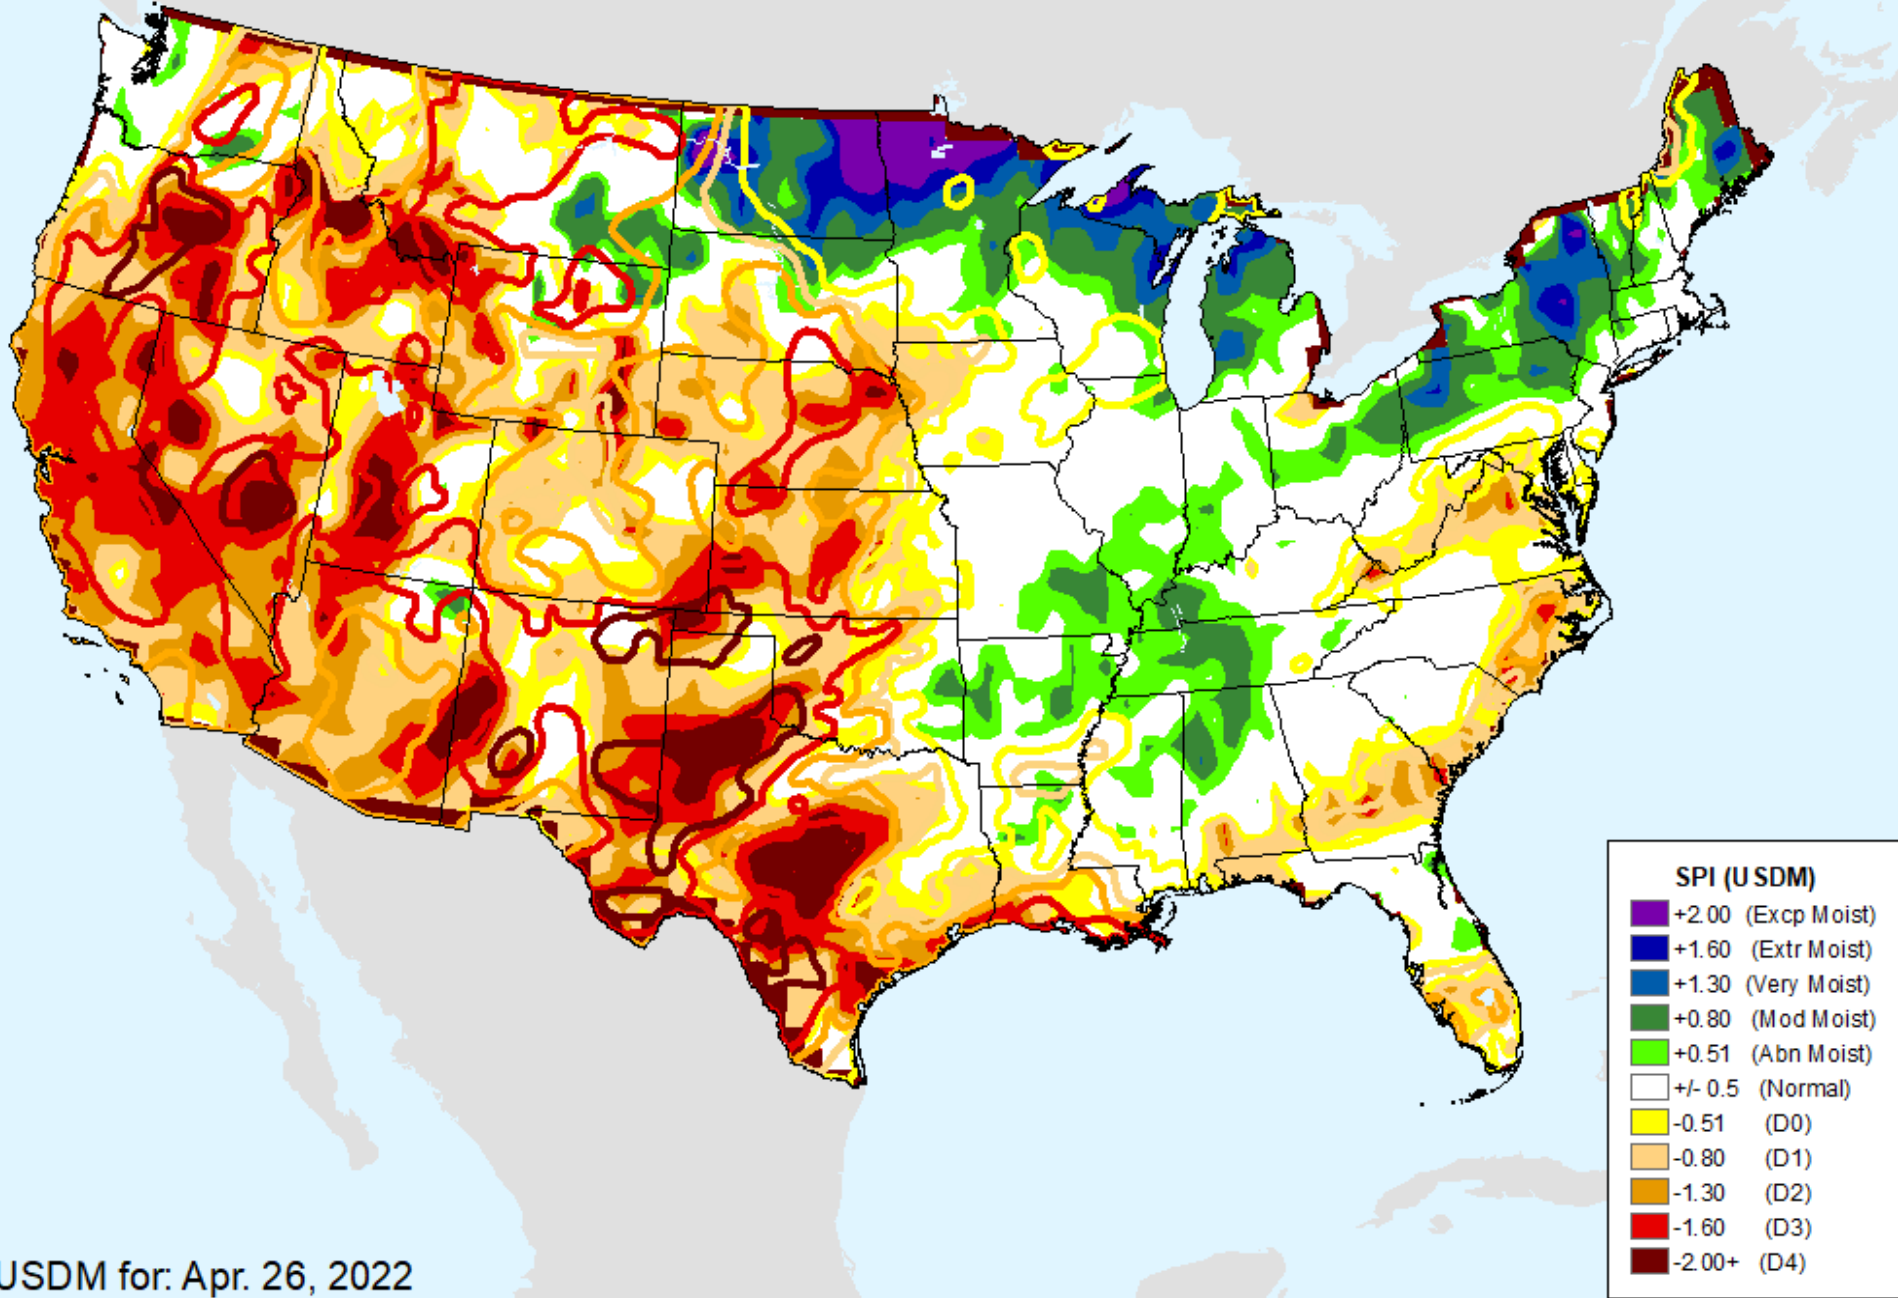 SPI (USDM)
+2.00 (Excp Moist)
+1.60 (Extr Moist)
+1.30 (Very Moist)
+0.80 (Mod Moist)
+0.51 (Abn Moist)
+/- 0.5 (Normal)
-0.51 (D0)
-0.80 (D1)
-1.30 (D2)
-1.60 (D3)
-2.00+ (D4)
USDM for: Apr. 26, 2022